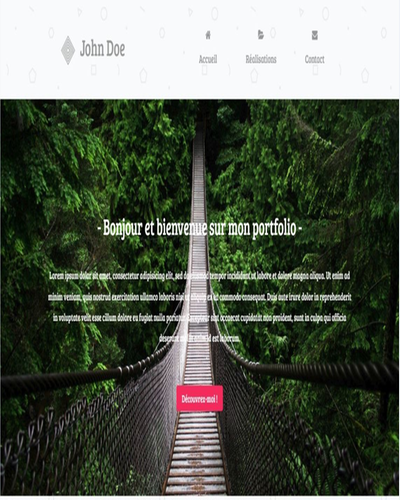 John Doe
Accueil
Réalisations
Contact
- Bonjour et bienvenue sur mon portfolio -
Lorem ipsum dolor sit amet, consectetur adipisicing elit, sed do tempor incididunt ut labore et dolore magna aliqua. Ut enim ad
minim veniam, quis nostrud exercitation ullamco laboris nisi ut aliquip ex ea commodo consequat. Duis aute irure dolor in reprehenderit
in voluptate velit esse cillum dolore eu fugiat nulla pariatur. Excepteur sint occaecat cupidatat non proident, sunt in culpa qui officia
deserunt mollit anim id est laborum.
Découvrez-moi !